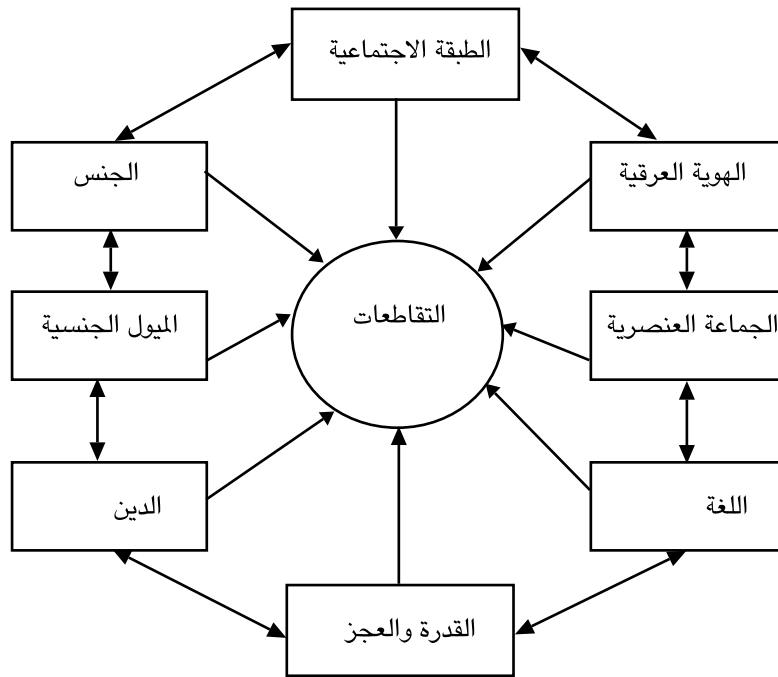 الطبقة الاجتماعية
الهوية العرقية
الجنس
التقاطعات
الجماعة العنصرية
الميول الجنسية
اللغة
الدين
القدرة والعجز